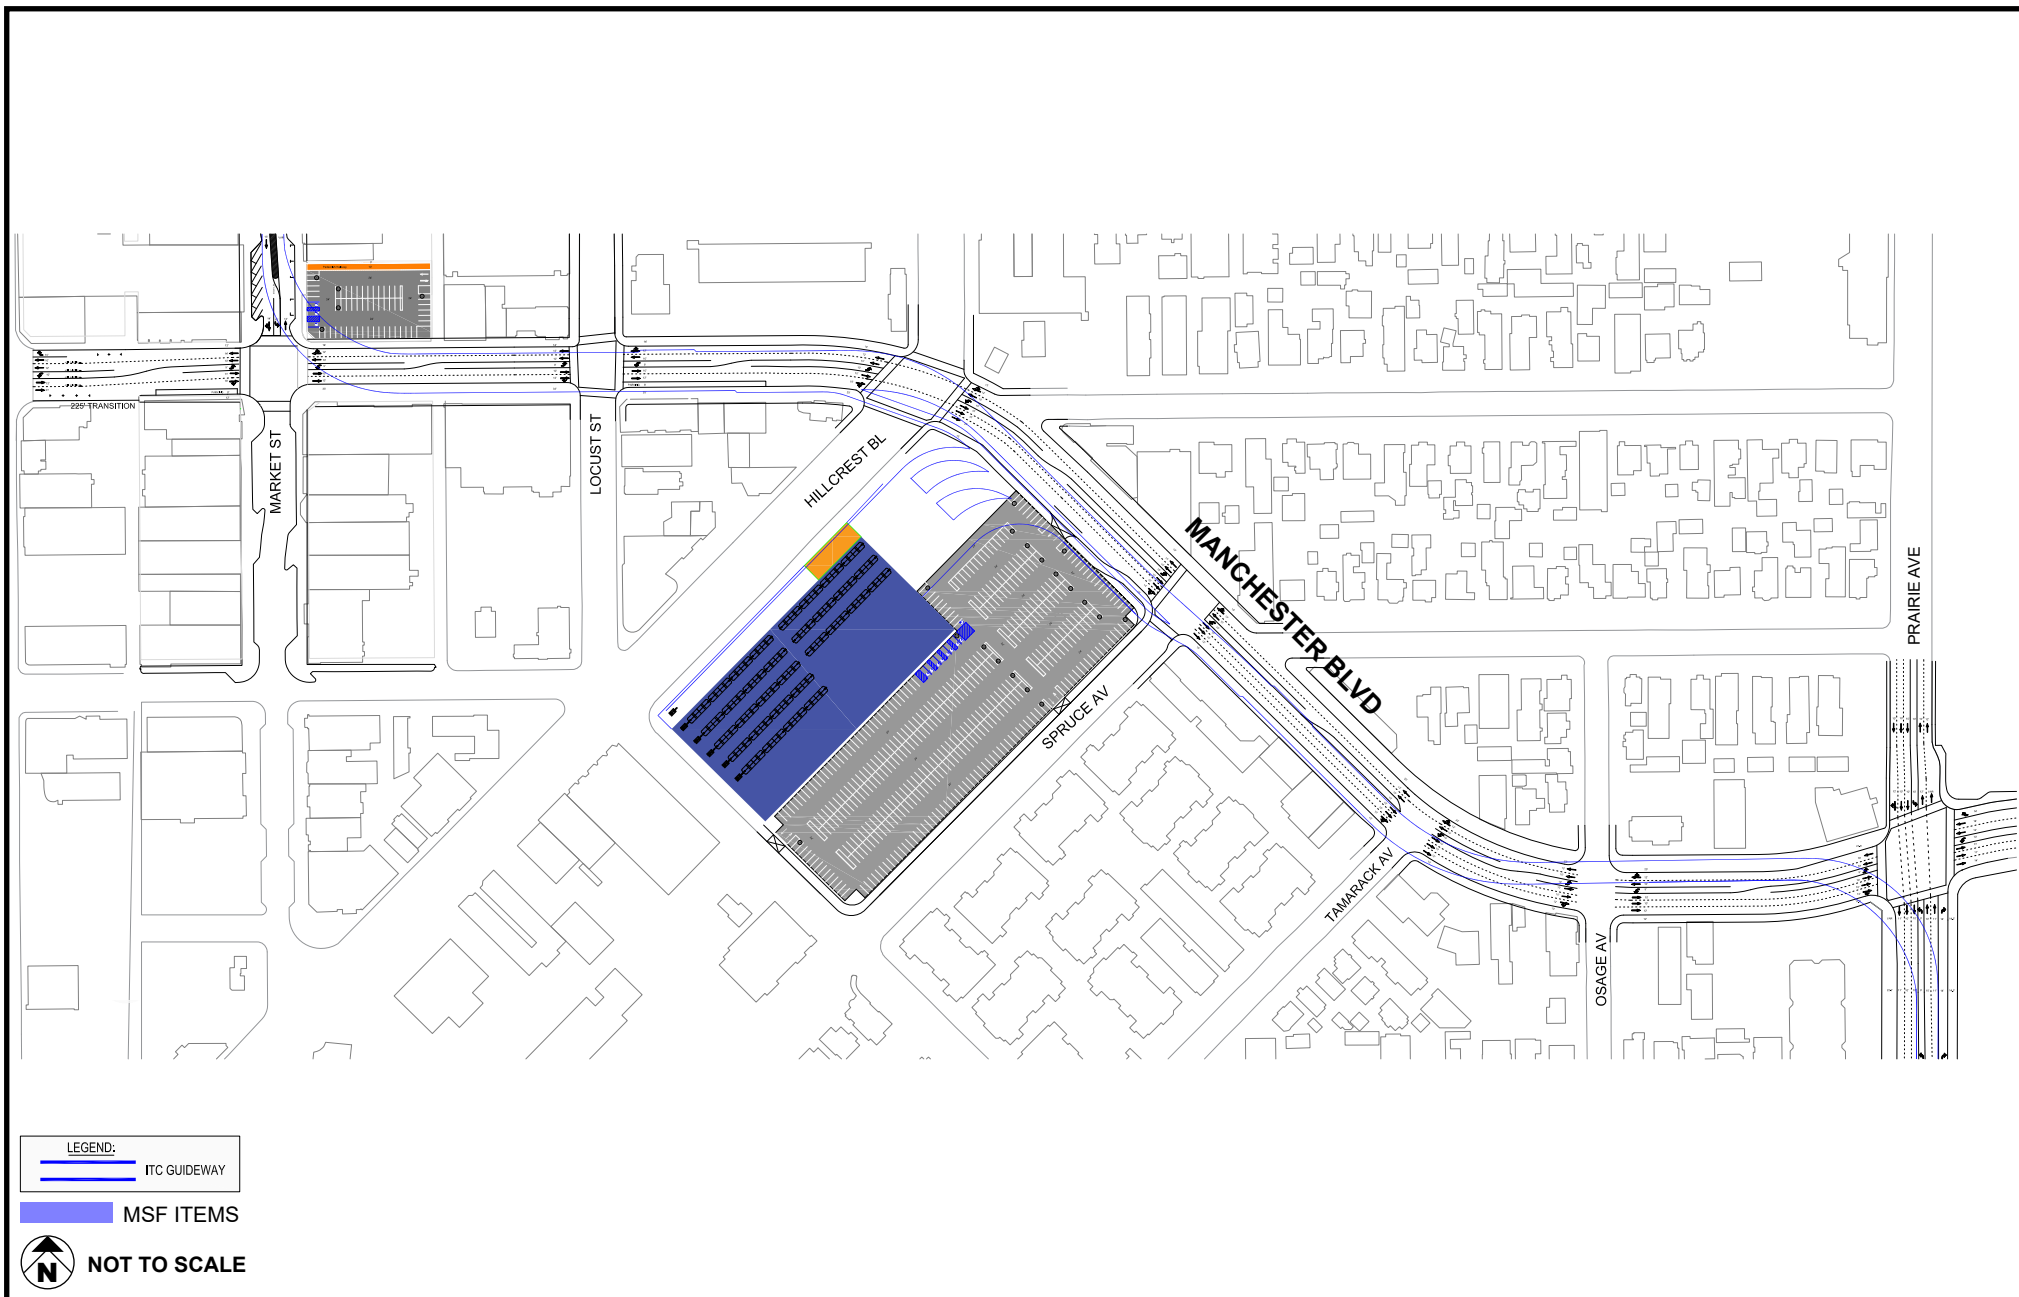 225' TRANSITION
MARKET ST
LOCUST ST
HILLCREST BL
MANCHESTER BLVD
PRAIRIE AVE
SPRUCE AV
TAMARACK AV
OSAGE AV
LEGEND:
ITC GUIDEWAY
MSF ITEMS
N
NOT TO SCALE